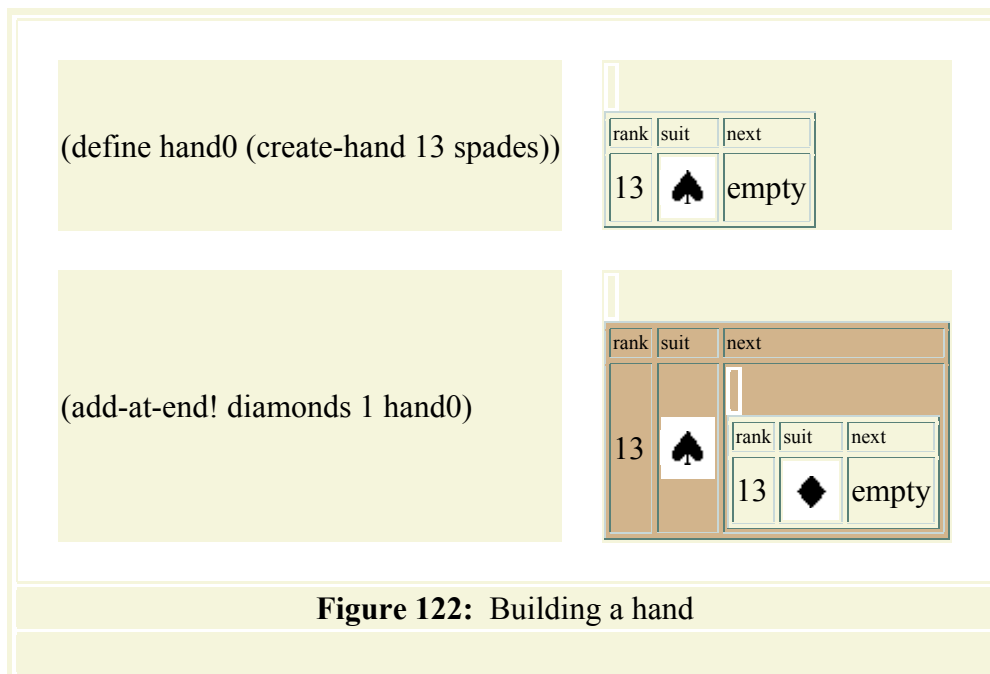 (define hand0 (create-hand 13 spades))
rank suit next
13 empty
(add-at-end! diamonds 1 hand0)
rank suit next
13
rank suit next
13 empty
Figure 122: Building a hand